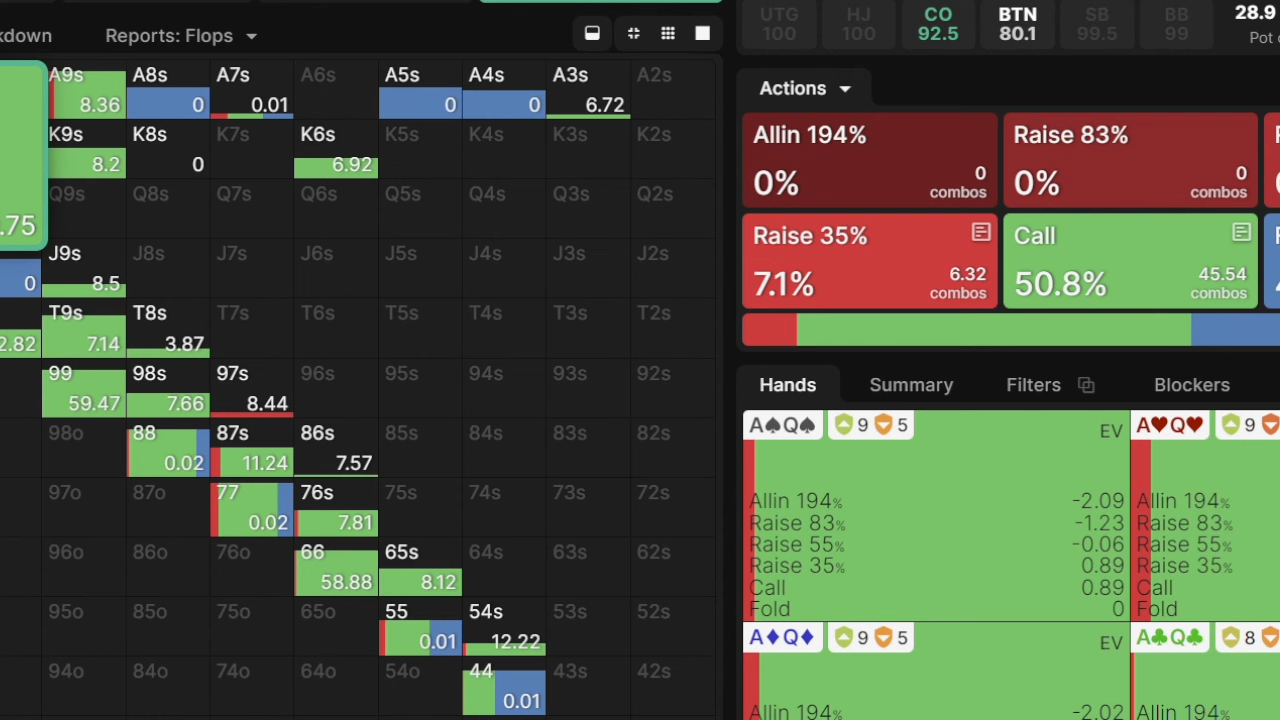 kdown
Reports: Flops
A9s A8s A7s A6s A5s A4s A3s A2s
8.36 0 0.01 0 0 6.72
K9s K8s K7s K6s K5s K4s K3s K2s
8.2 0 6.92
Q9s Q8s Q7s Q6s Q5s Q4s Q3s Q2s
.75
J9s J8s J7s J6s J5s J4s J3s J2s
0 8.5
T9s T8s T7s T6s T5s T4s T3s T2s
2.82 7.14 3.87
99 98s 97s 96s 95s 94s 93s 92s
59.47 7.66 8.44
98o 88 87s 86s 85s 84s 83s 82s
0.02 11.24 7.57
97o 87o 77 76s 75s 74s 73s 72s
0.02 7.81
96o 86o 76o 66 65s 64s 63s 62s
58.88 8.12
95o 85o 75o 65o 55 54s 53s 52s
0.01 12.22
94o 84o 74o 64o 54o 44 43s 42s
0.01
UTG HJ CO BTN SB BB 28.9
100 100 92.5 80.1 99.5 99 Pot
Actions
Allin 194% Raise 83%
0% 0 combos 0% 0 combos
Raise 35% Call
7.1% 6.32 combos 50.8% 45.54 combos
Hands Summary Filters Blockers
A♠Q♠ 9 5 EV A♥Q♥ 9
Allin 194% -2.09 Allin 194%
Raise 83% -1.23 Raise 83%
Raise 55% -0.06 Raise 55%
Raise 35% 0.89 Raise 35%
Call 0.89 Call
Fold 0 Fold
A♦Q♦ 9 5 EV A♣Q♣ 8
Allin 194% -2.02 Allin 194%